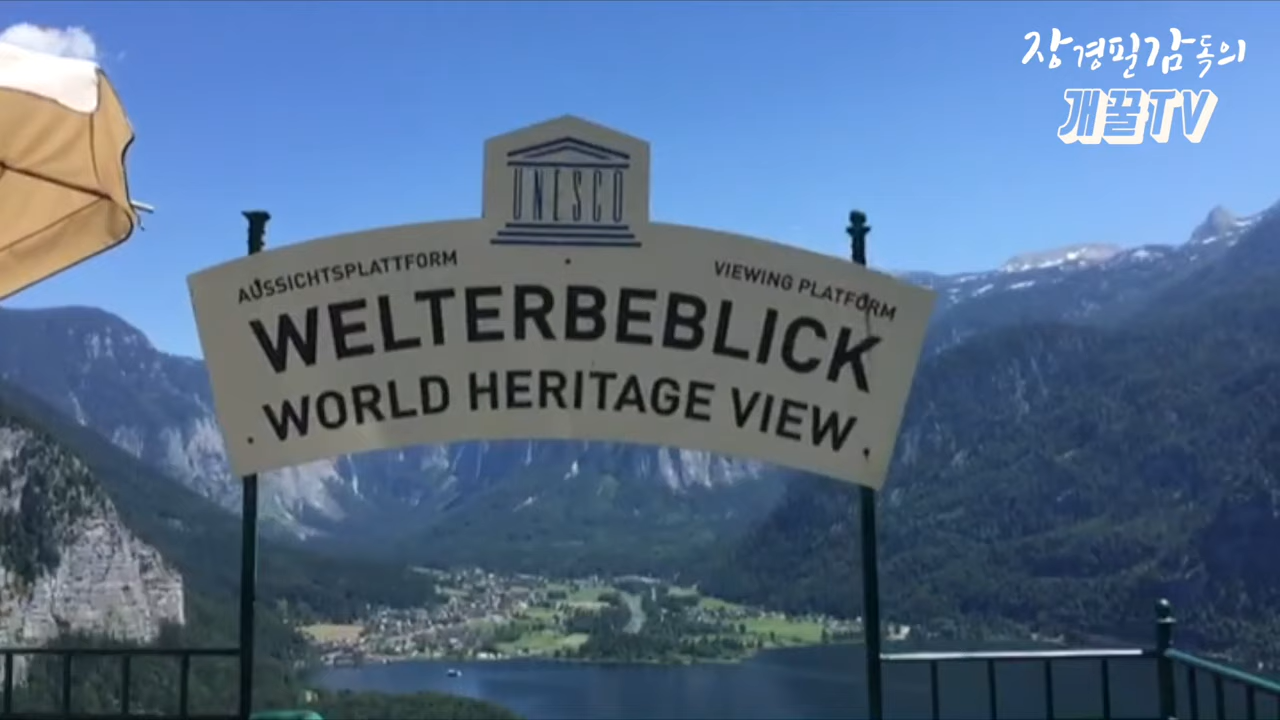 장경필감독의
개꿀TV
UNESCO
AUSSICHTSPLATTFORM
VIEWING PLATFORM
WELTERBEBLICK
WORLD HERITAGE VIEW